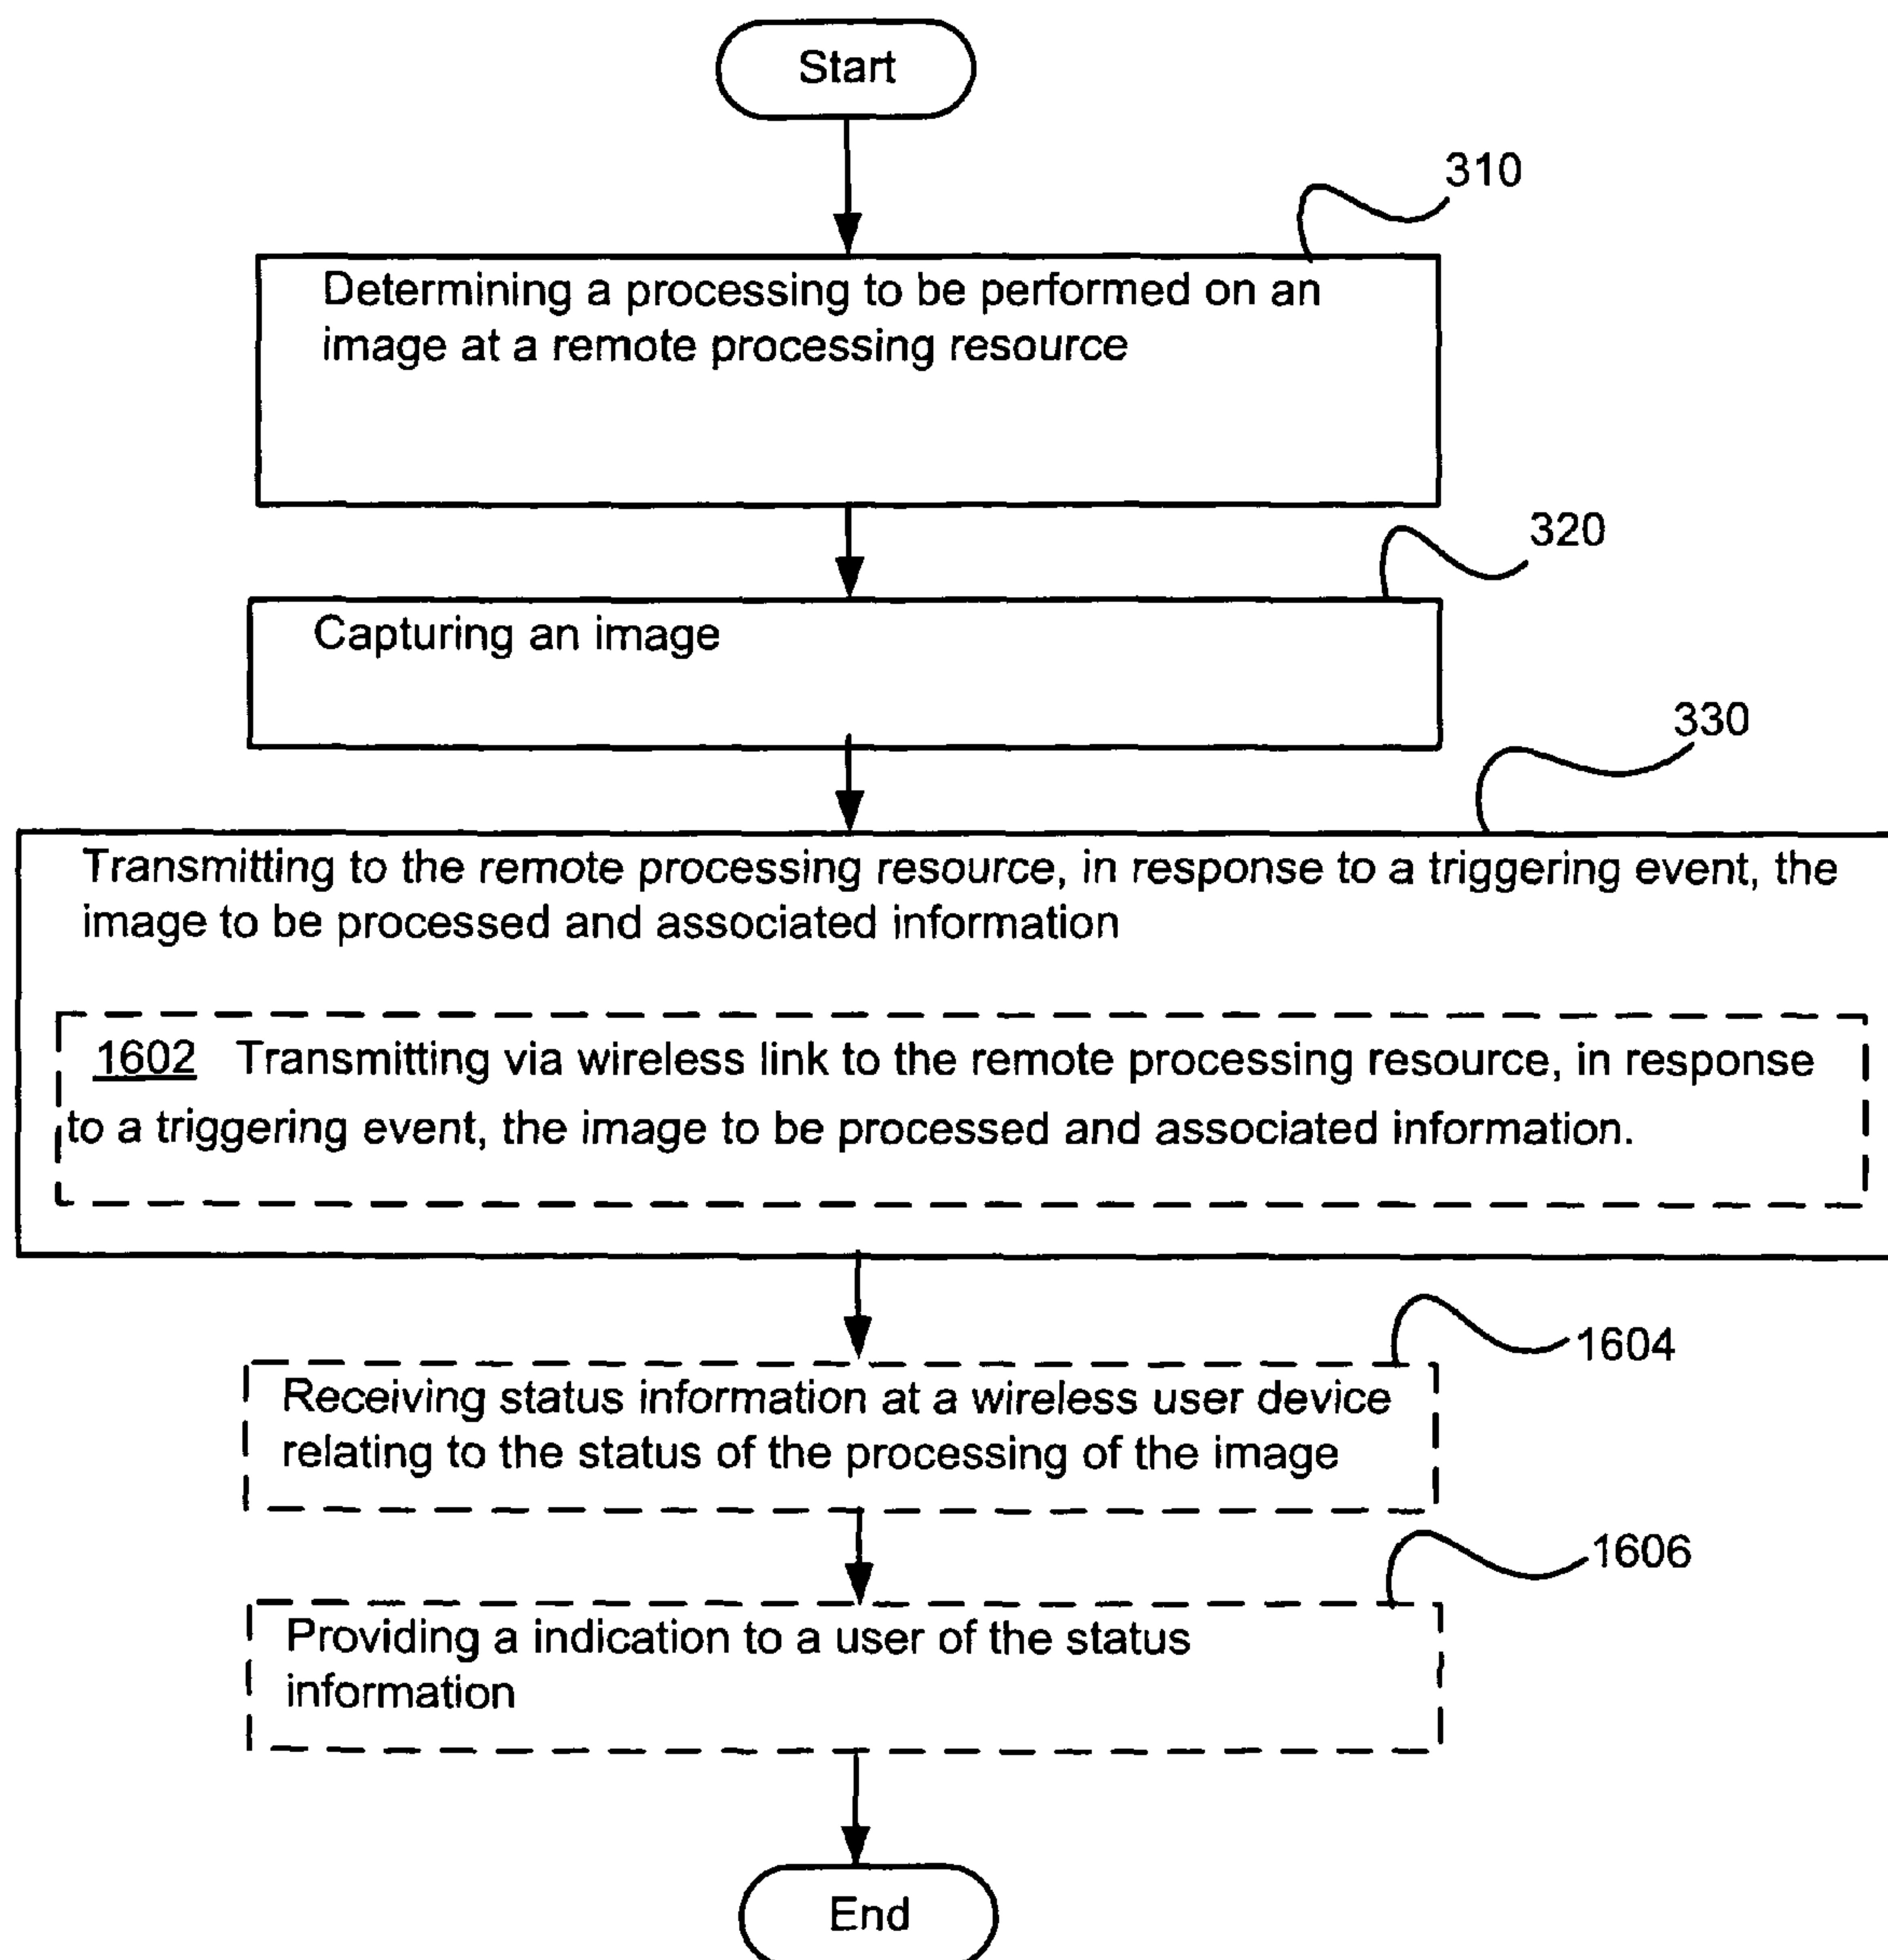 Start
310
Determining a processing to be performed on an
image at a remote processing resource
320
Capturing an image
330
Transmitting to the remote processing resource, in response to a triggering event, the
image to be processed and associated information
1602 Transmitting via wireless link to the remote processing resource, in response
to a triggering event, the image to be processed and associated information.
1604
Receiving status information at a wireless user device
relating to the status of the processing of the image
1606
Providing a indication to a user of the status
information
End